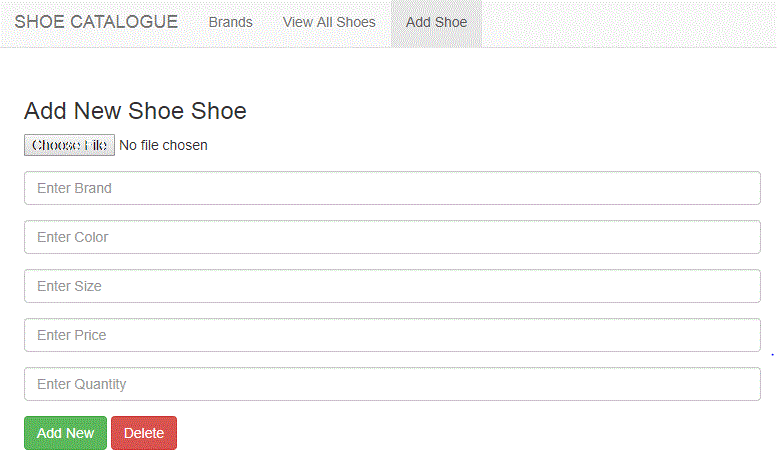 SHOE CATALOGUE Brands View All Shoes Add Shoe
Add New Shoe Shoe
Choose File No file chosen
Enter Brand
Enter Color
Enter Size
Enter Price
Enter Quantity
Add New Delete